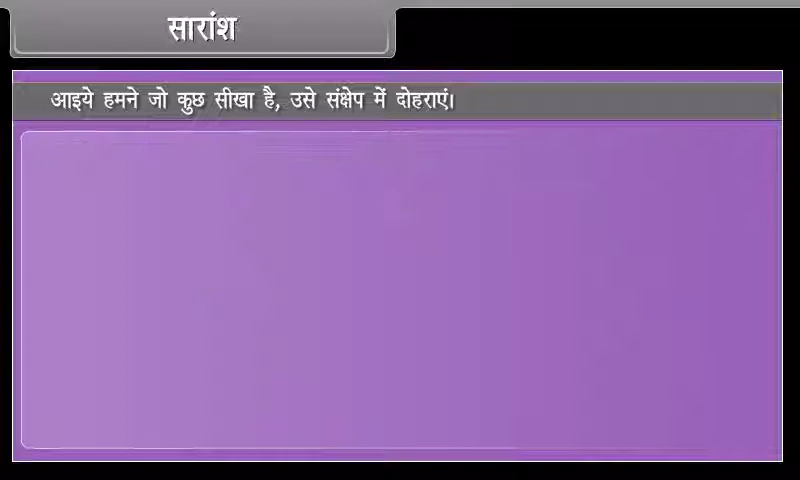 सारांश
आइये हमने जो कुछ सीखा है, उसे संक्षेप में दोहराएं।